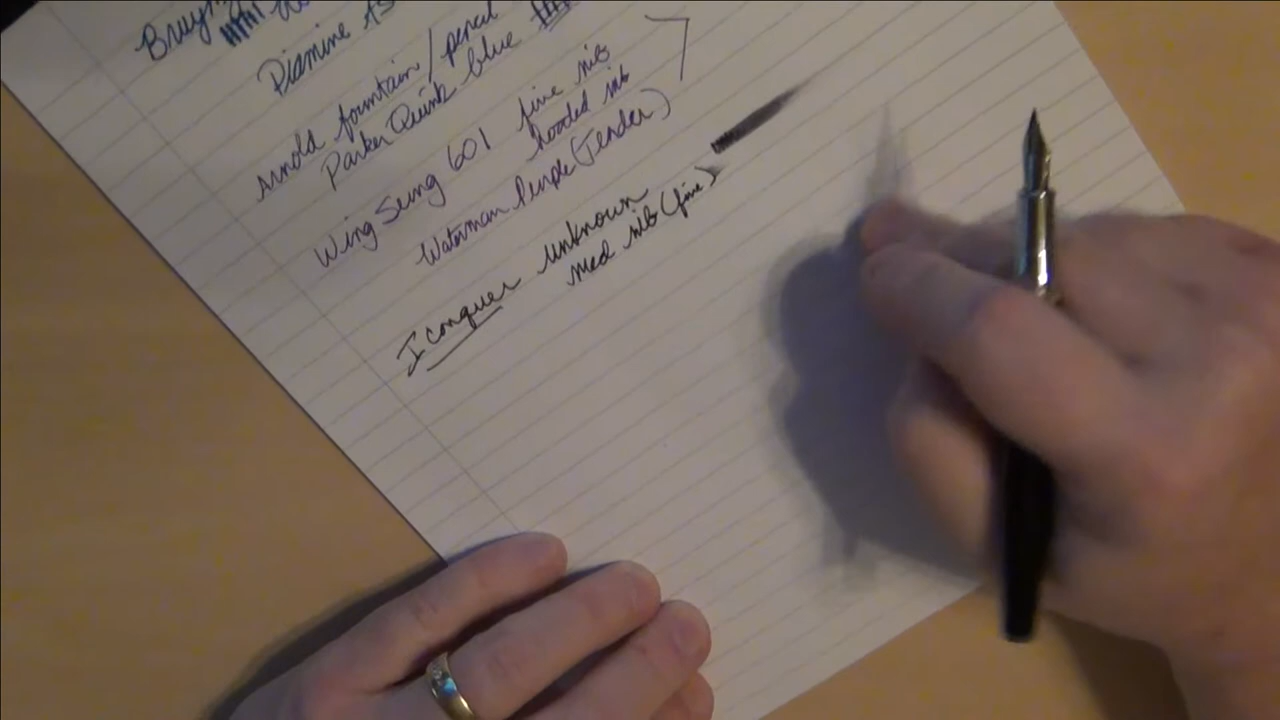 Diamine
Arnold fountain/pencil
Parker Quink blue
Wing Sung 601 fine nib
hooded nib
Waterman Purple (Tender)
I conquer unknown
med nib (fine)